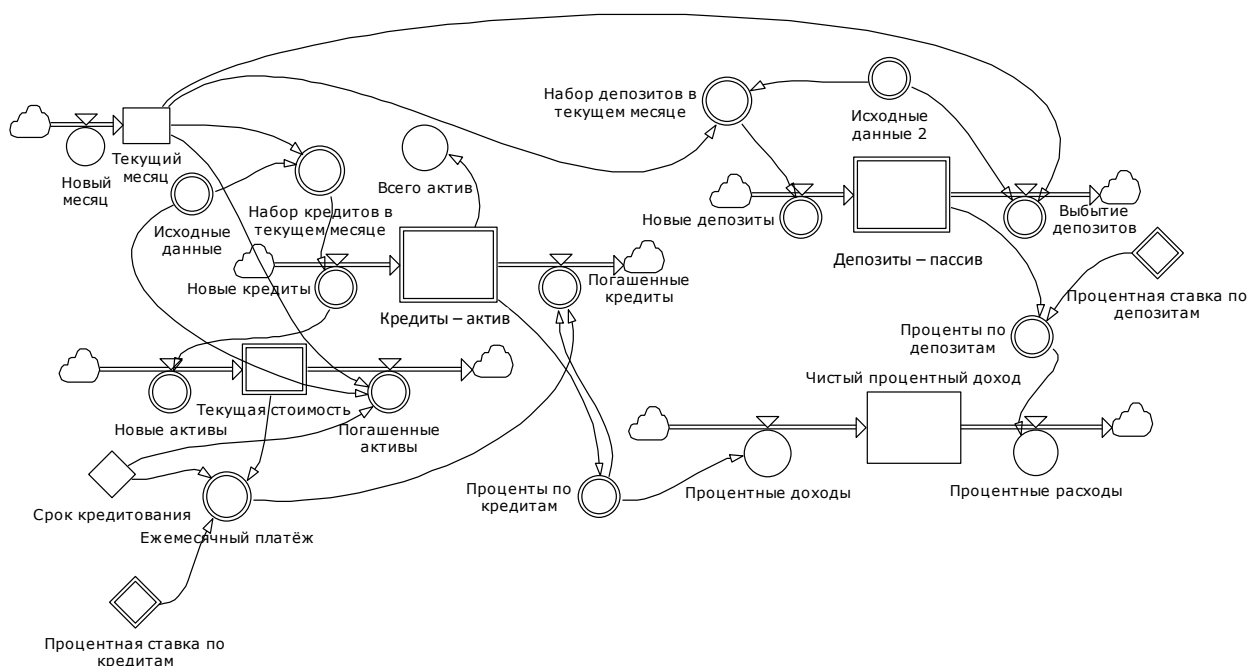 Набор депозитов в
текущем месяце
Исходные
данные 2
Текущий
месяц
Новый
месяц
Всего актив
Исходные
данные
Набор кредитов в
текущем месяце
Новые депозиты
Выбытие
депозитов
Депозиты – пассив
Новые кредиты
Погашенные
кредиты
Кредиты – актив
Процентная ставка по
депозитам
Проценты по
депозитам
Чистый процентный доход
Текущая стоимость
Новые активы
Погашенные
активы
Срок кредитования
Ежемесячный платёж
Проценты по
кредитам
Процентные доходы
Процентные расходы
Процентная ставка по
кредитам